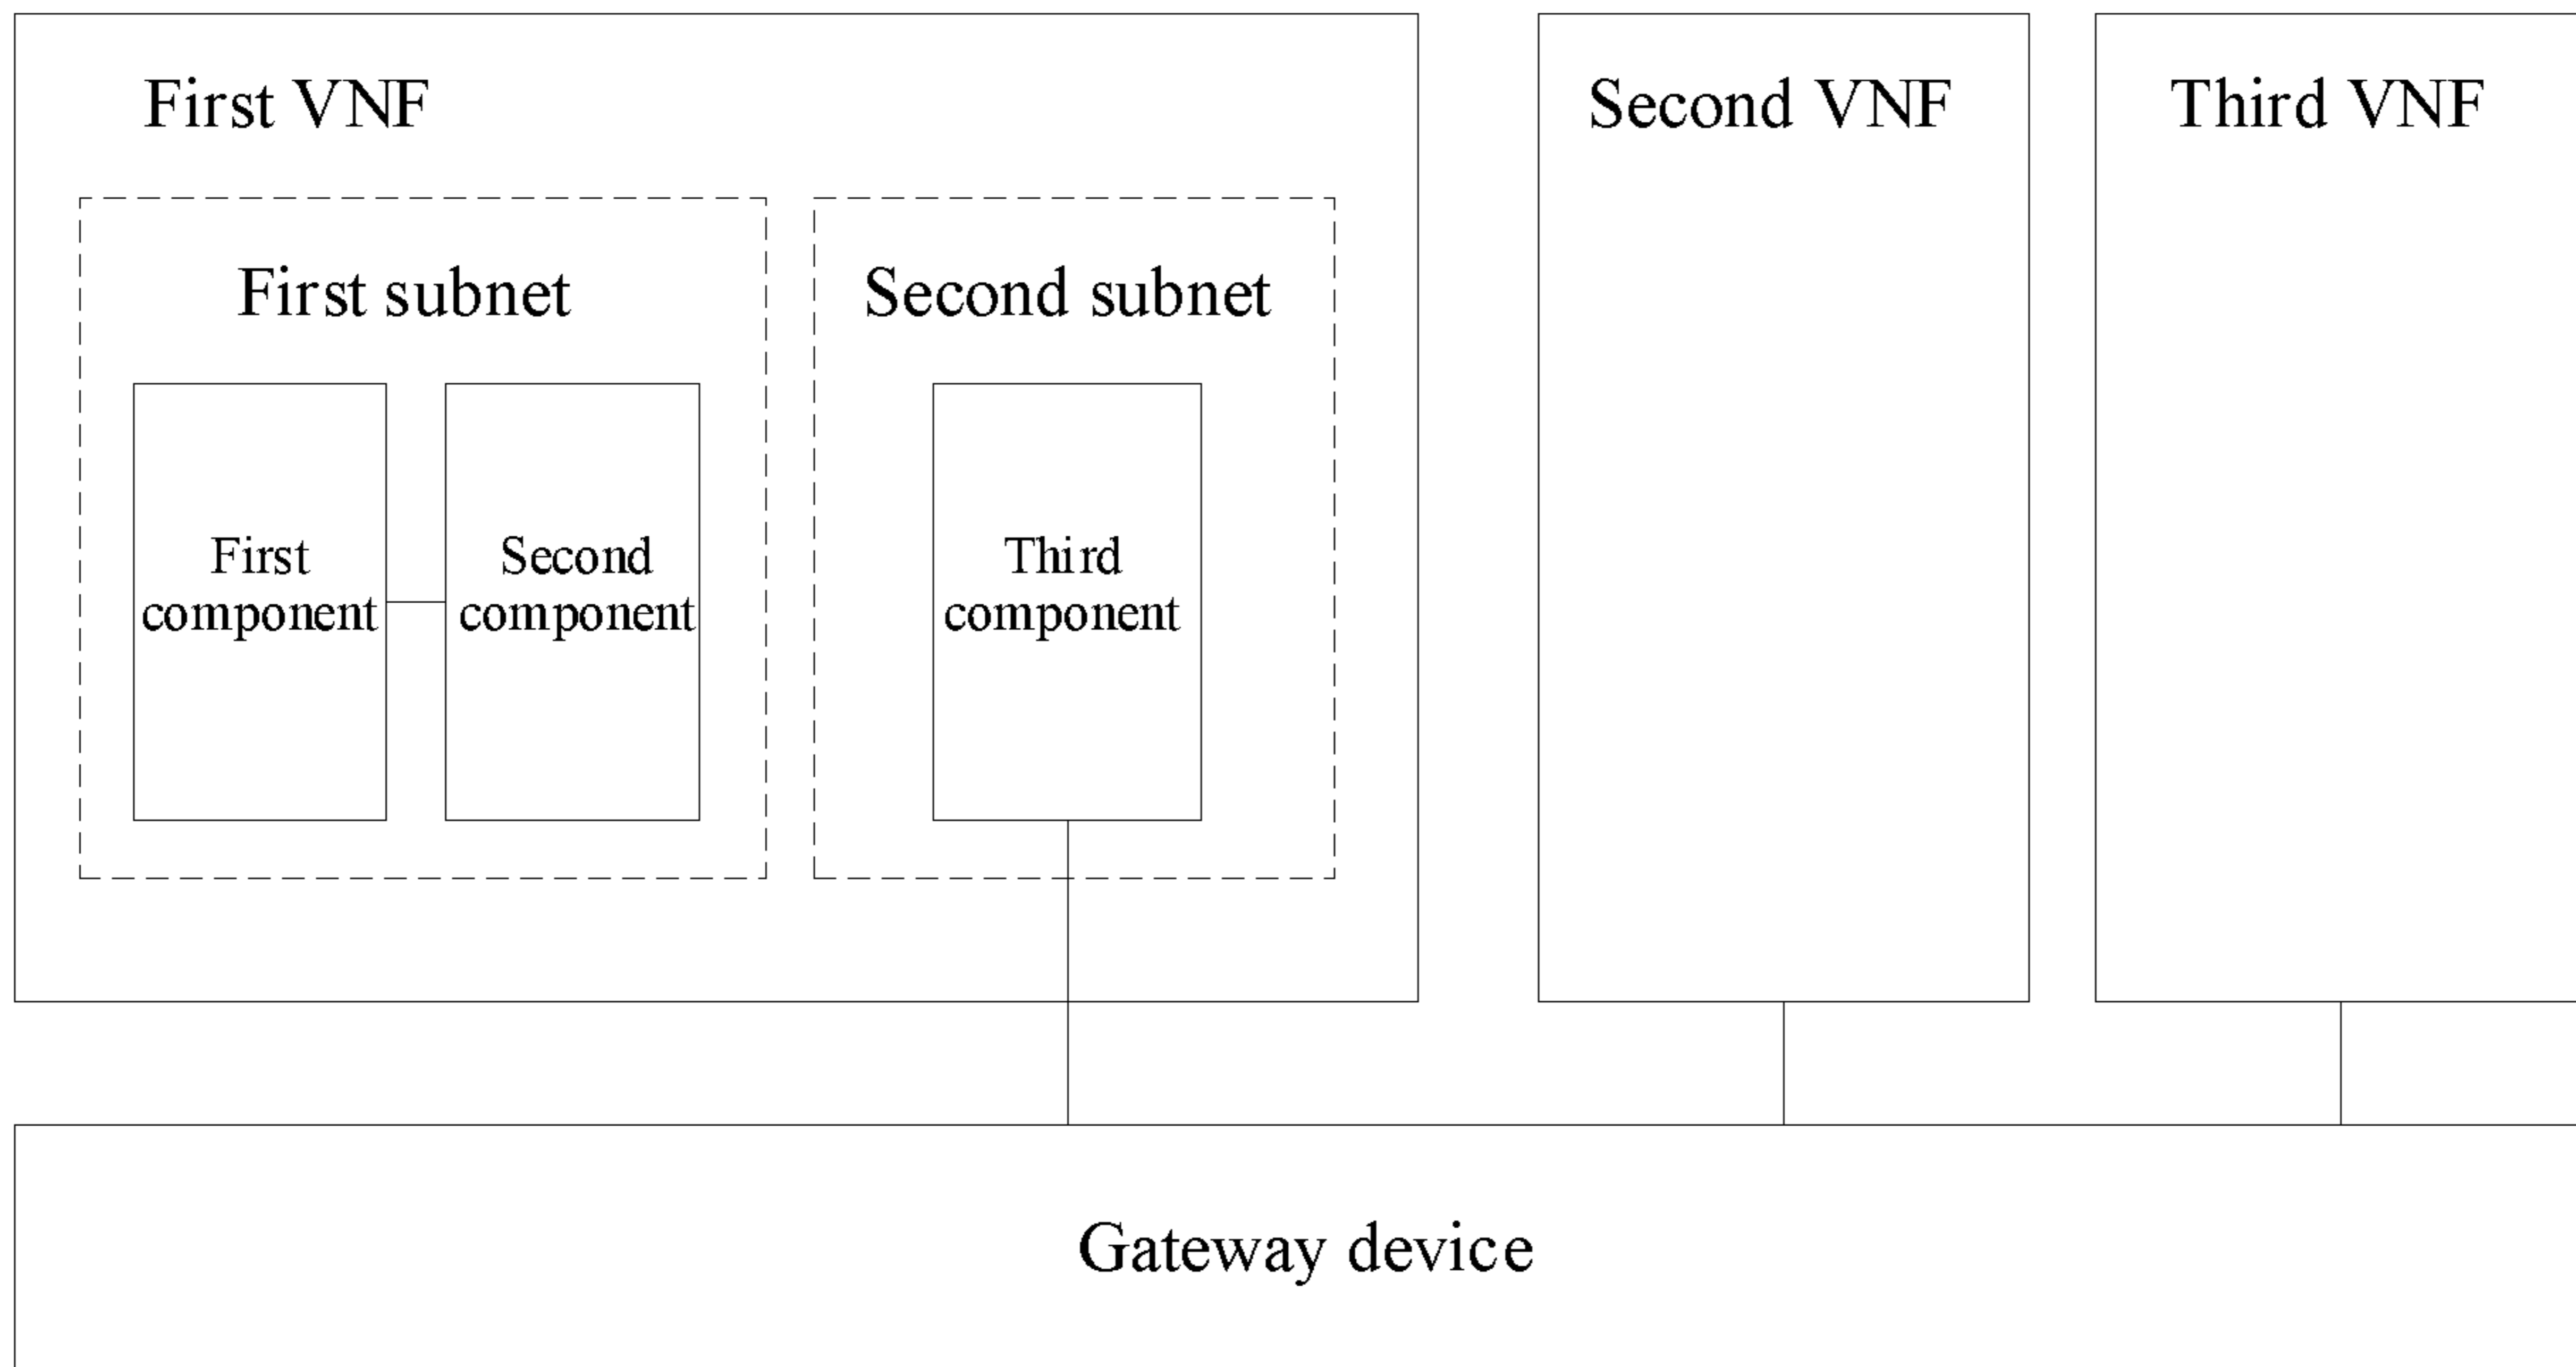 First VNF
Second VNF
Third VNF
First subnet
Second subnet
First
component
Second
component
Third
component
Gateway device